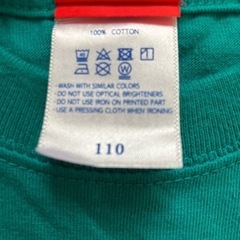 100% COTTON
·WASH WITH SIMILAR COLORS
·DO NOT USE OPTICAL BRIGHTENERS
·DO NOT USE IRON ON PRINTED PART
·USE A PRESSING CLOTH WHEN IRONING
110